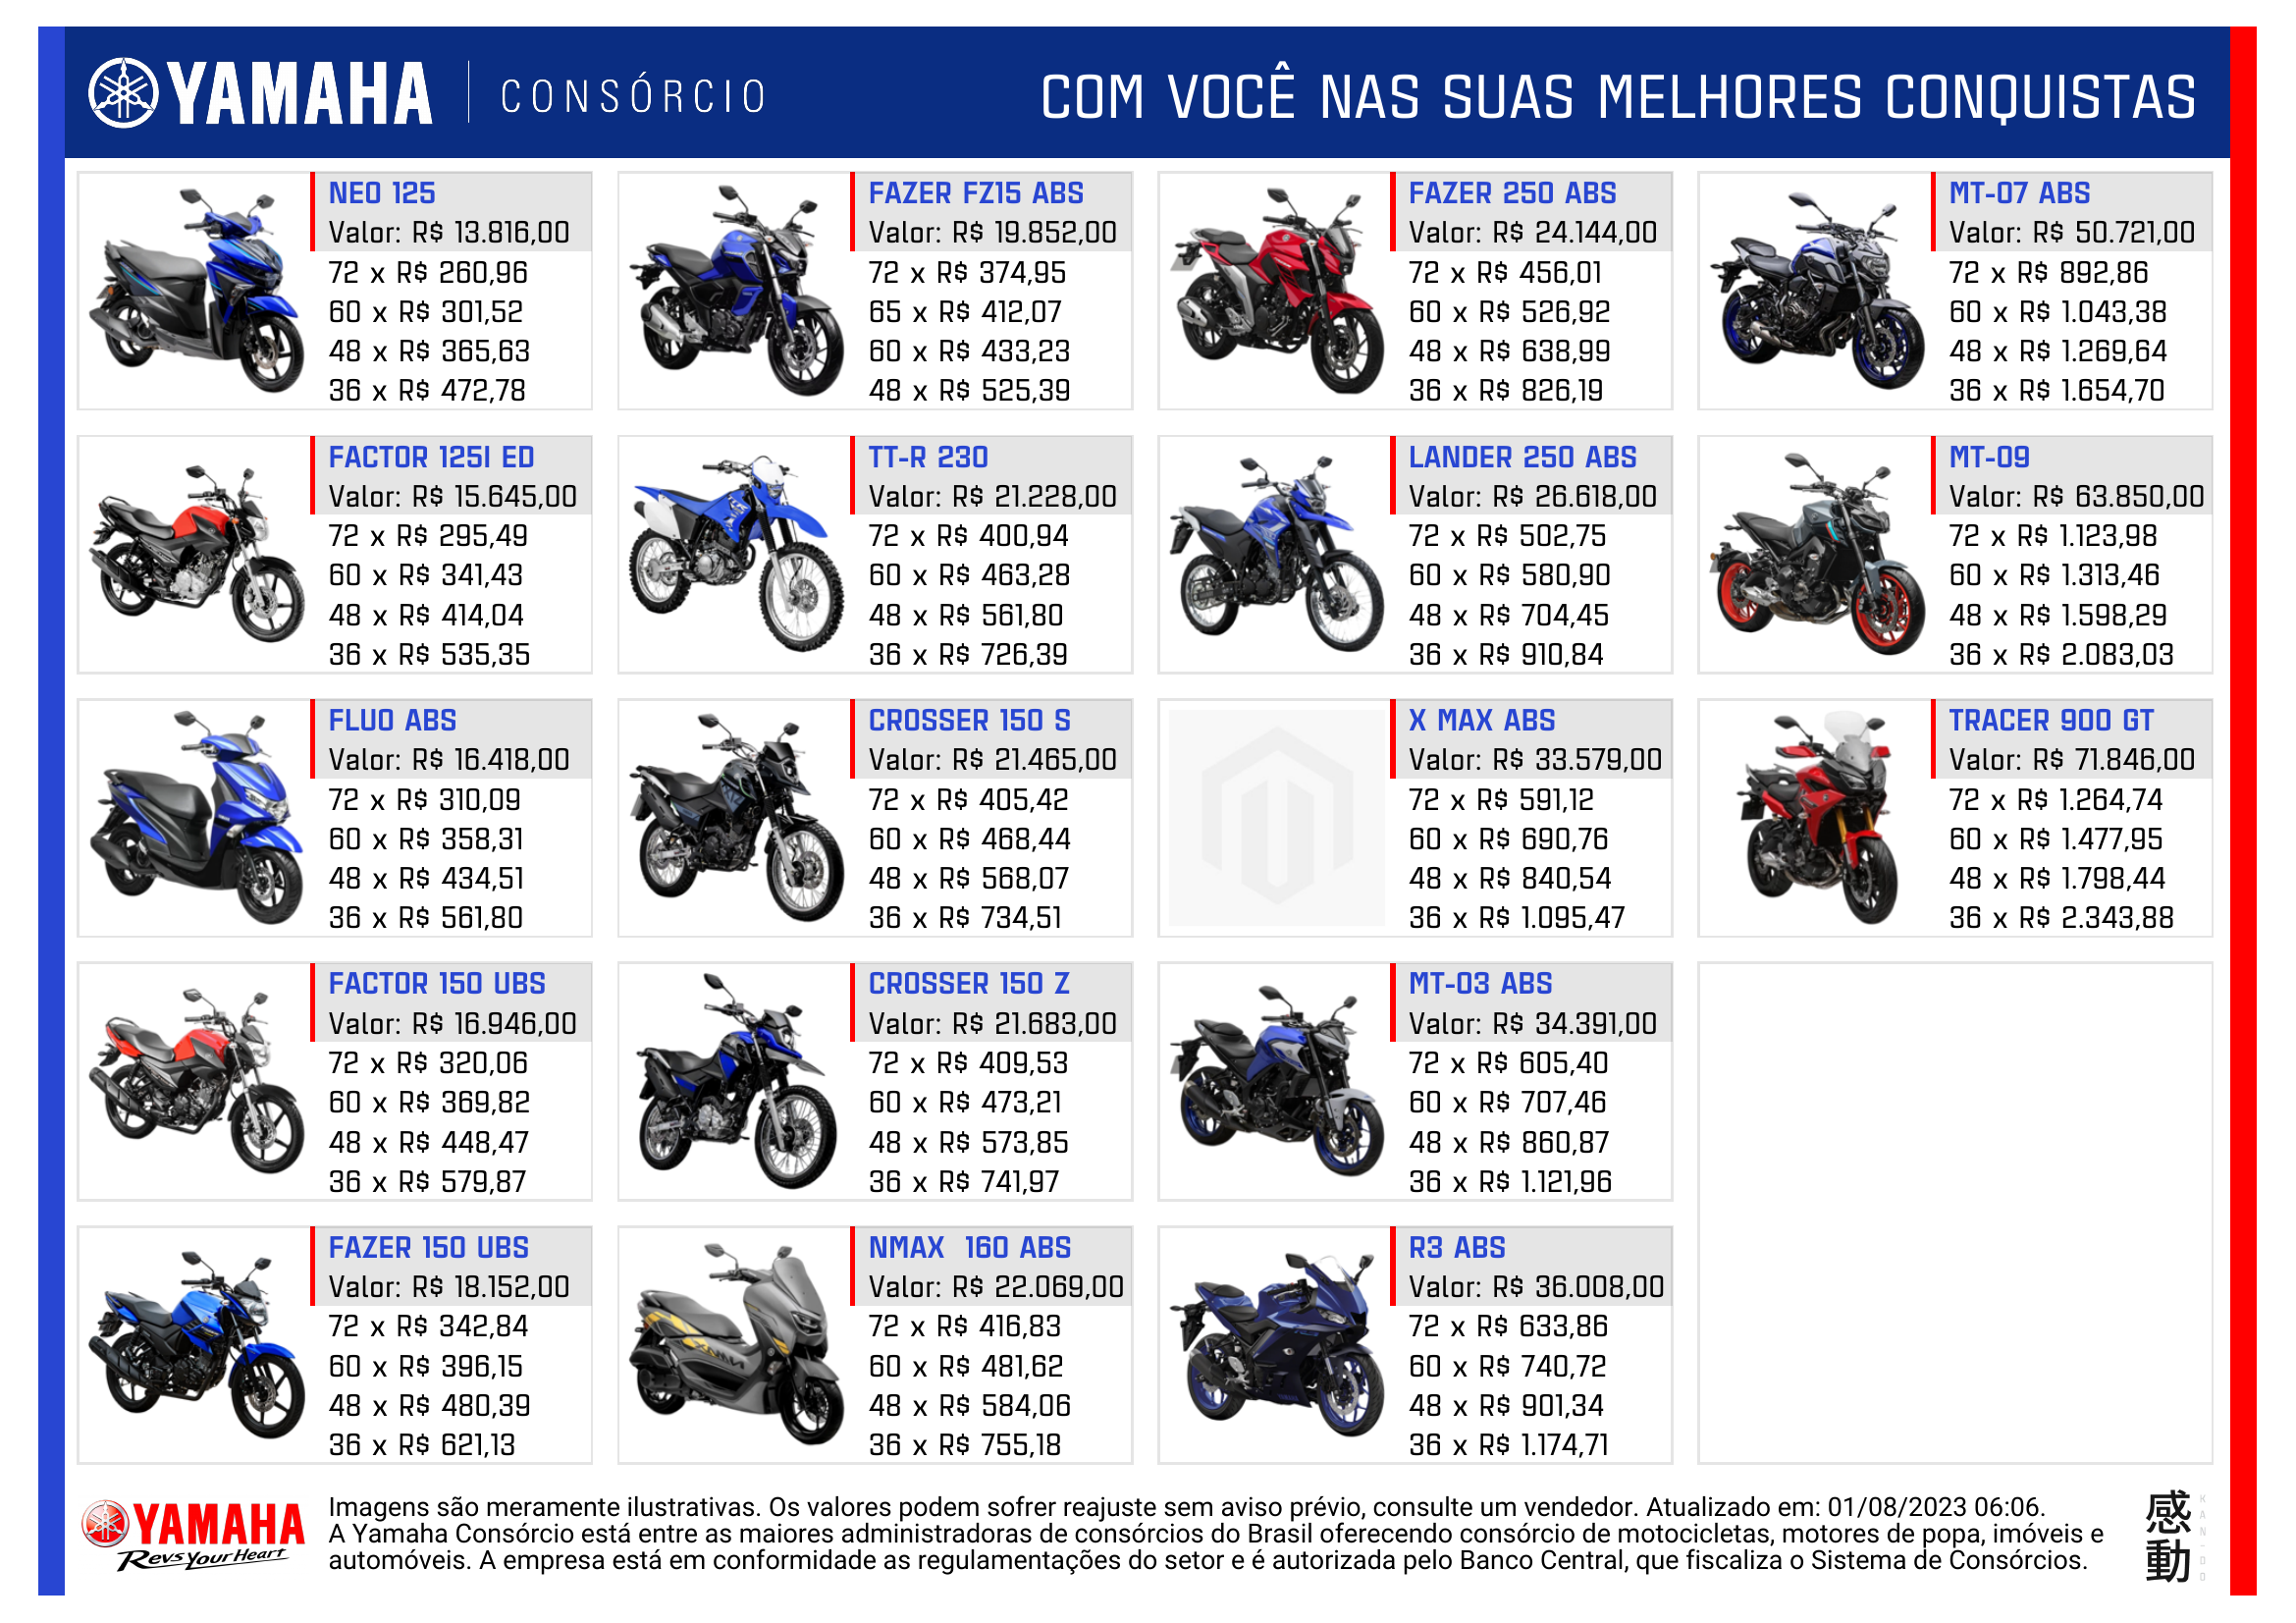 YAMAHA CONSÓRCIO
COM VOCÊ NAS SUAS MELHORES CONQUISTAS
NEO 125
Valor: R$ 13.816,00
72 x R$ 260,96
60 x R$ 301,52
48 x R$ 365,63
36 x R$ 472,78
FAZER FZ15 ABS
Valor: R$ 19.852,00
72 x R$ 374,95
65 x R$ 412,07
60 x R$ 433,23
48 x R$ 525,39
FAZER 250 ABS
Valor: R$ 24.144,00
72 x R$ 456,01
60 x R$ 526,92
48 x R$ 638,99
36 x R$ 826,19
MT-07 ABS
Valor: R$ 50.721,00
72 x R$ 892,86
60 x R$ 1.043,38
48 x R$ 1.269,64
36 x R$ 1.654,70
FACTOR 125I ED
Valor: R$ 15.645,00
72 x R$ 295,49
60 x R$ 341,43
48 x R$ 414,04
36 x R$ 535,35
TT-R 230
Valor: R$ 21.228,00
72 x R$ 400,94
60 x R$ 463,28
48 x R$ 561,80
36 x R$ 726,39
LANDER 250 ABS
Valor: R$ 26.618,00
72 x R$ 502,75
60 x R$ 580,90
48 x R$ 704,45
36 x R$ 910,84
MT-09
Valor: R$ 63.850,00
72 x R$ 1.123,98
60 x R$ 1.313,46
48 x R$ 1.598,29
36 x R$ 2.083,03
FLUO ABS
Valor: R$ 16.418,00
72 x R$ 310,09
60 x R$ 358,31
48 x R$ 434,51
36 x R$ 561,80
CROSSER 150 S
Valor: R$ 21.465,00
72 x R$ 405,42
60 x R$ 468,44
48 x R$ 568,07
36 x R$ 734,51
X MAX ABS
Valor: R$ 33.579,00
72 x R$ 591,12
60 x R$ 690,76
48 x R$ 840,54
36 x R$ 1.095,47
TRACER 900 GT
Valor: R$ 71.846,00
72 x R$ 1.264,74
60 x R$ 1.477,95
48 x R$ 1.798,44
36 x R$ 2.343,88
FACTOR 150 UBS
Valor: R$ 16.946,00
72 x R$ 320,06
60 x R$ 369,82
48 x R$ 448,47
36 x R$ 579,87
CROSSER 150 Z
Valor: R$ 21.683,00
72 x R$ 409,53
60 x R$ 473,21
48 x R$ 573,85
36 x R$ 741,97
MT-03 ABS
Valor: R$ 34.391,00
72 x R$ 605,40
60 x R$ 707,46
48 x R$ 860,87
36 x R$ 1.121,96
FAZER 150 UBS
Valor: R$ 18.152,00
72 x R$ 342,84
60 x R$ 396,15
48 x R$ 480,39
36 x R$ 621,13
NMAX 160 ABS
Valor: R$ 22.069,00
72 x R$ 416,83
60 x R$ 481,62
48 x R$ 584,06
36 x R$ 755,18
R3 ABS
Valor: R$ 36.008,00
72 x R$ 633,86
60 x R$ 740,72
48 x R$ 901,34
36 x R$ 1.174,71
YAMAHA
Revs Your Heart
Imagens são meramente ilustrativas. Os valores podem sofrer reajuste sem aviso prévio, consulte um vendedor. Atualizado em: 01/08/2023 06:06.
A Yamaha Consórcio está entre as maiores administradoras de consórcios do Brasil oferecendo consórcio de motocicletas, motores de popa, imóveis e
automóveis. A empresa está em conformidade as regulamentações do setor e é autorizada pelo Banco Central, que fiscaliza o Sistema de Consórcios.
感動
KAN-DO